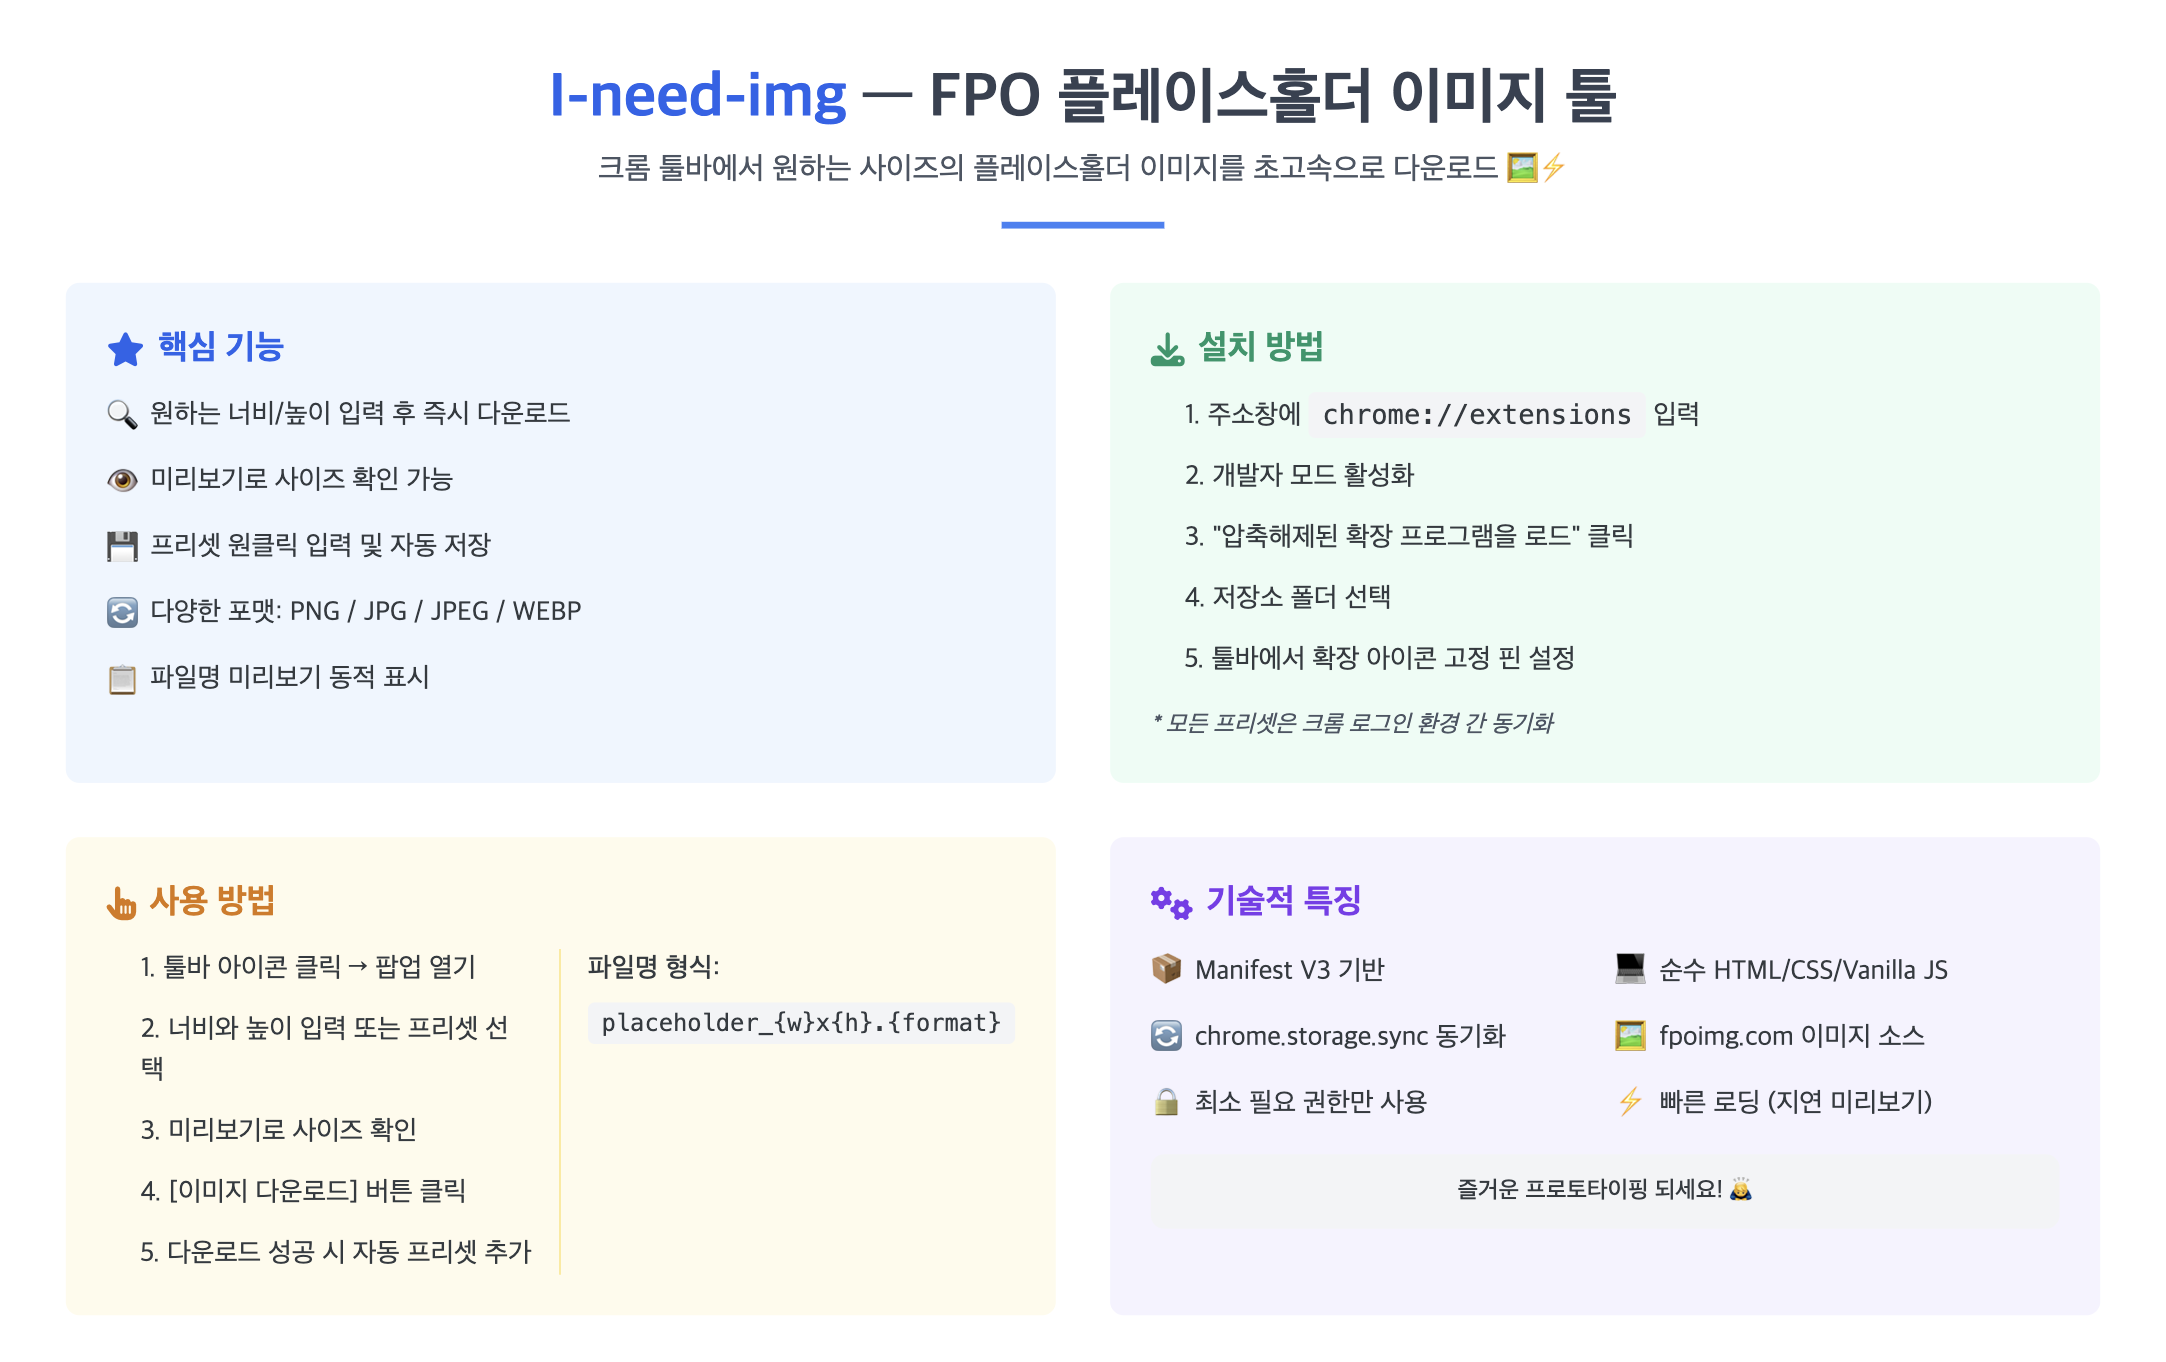 I-need-img — FPO 플레이스홀더 이미지 툴
크롬 툴바에서 원하는 사이즈의 플레이스홀더 이미지를 초고속으로 다운로드 🖼️⚡
핵심 기능
🔍 원하는 너비/높이 입력 후 즉시 다운로드
👁️ 미리보기로 사이즈 확인 가능
💾 프리셋 원클릭 입력 및 자동 저장
🔄 다양한 포맷: PNG / JPG / JPEG / WEBP
📋 파일명 미리보기 동적 표시
설치 방법
1. 주소창에 chrome://extensions 입력
2. 개발자 모드 활성화
3. "압축해제된 확장 프로그램을 로드" 클릭
4. 저장소 폴더 선택
5. 툴바에서 확장 아이콘 고정 핀 설정
* 모든 프리셋은 크롬 로그인 환경 간 동기화
사용 방법
1. 툴바 아이콘 클릭 → 팝업 열기
2. 너비와 높이 입력 또는 프리셋 선
택
3. 미리보기로 사이즈 확인
4. [이미지 다운로드] 버튼 클릭
5. 다운로드 성공 시 자동 프리셋 추가
파일명 형식:
placeholder_{w}x{h}.{format}
기술적 특징
📦 Manifest V3 기반
💻 순수 HTML/CSS/Vanilla JS
🔄 chrome.storage.sync 동기화
🖼️ fpoimg.com 이미지 소스
🔒 최소 필요 권한만 사용
⚡ 빠른 로딩 (지연 미리보기)
즐거운 프로토타이핑 되세요! 🙇‍♀️